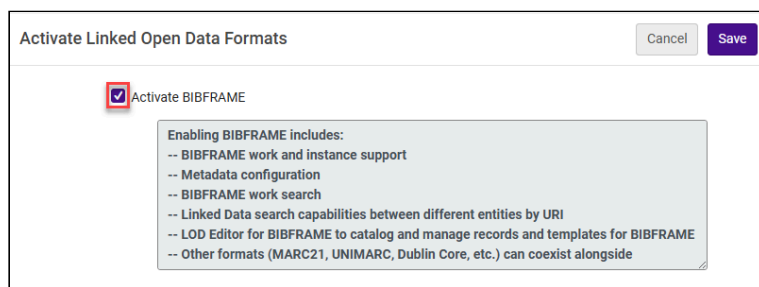 Activate Linked Open Data Formats
Cancel
Save
Activate BIBFRAME
Enabling BIBFRAME includes:
-- BIBFRAME work and instance support
-- Metadata configuration
-- BIBFRAME work search
-- Linked Data search capabilities between different entities by URI
-- LOD Editor for BIBFRAME to catalog and manage records and templates for BIBFRAME
-- Other formats (MARC21, UNIMARC, Dublin Core, etc.) can coexist alongside